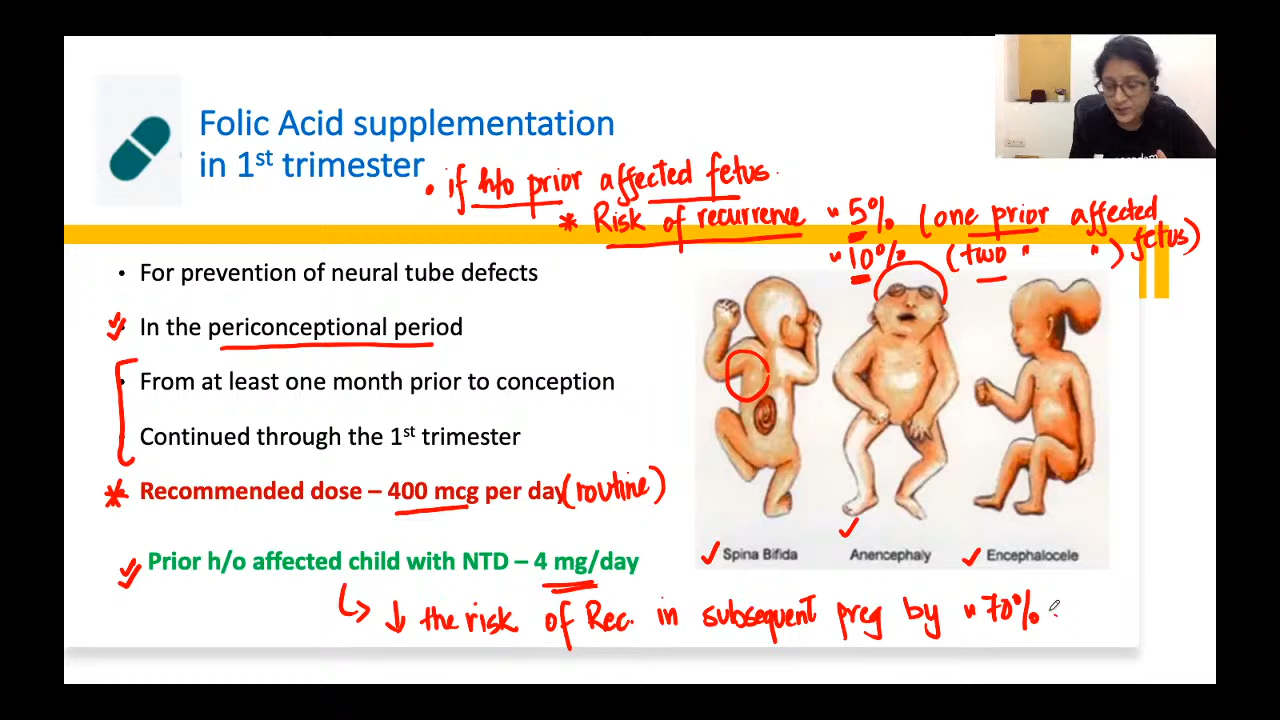 Folic Acid supplementation
in 1st trimester
• if h/o prior affected fetus.
* Risk of recurrence ~ 5% (one prior affected fetus)
~ 10% (two " ")
• For prevention of neural tube defects
• In the periconceptional period
• From at least one month prior to conception
Continued through the 1st trimester
* Recommended dose – 400 mcg per day (routine)
Prior h/o affected child with NTD – 4 mg/day
↳ ↓ the risk of Rec. in subsequent preg by ~ 70%
Spina Bifida
Anencephaly
Encephalocele